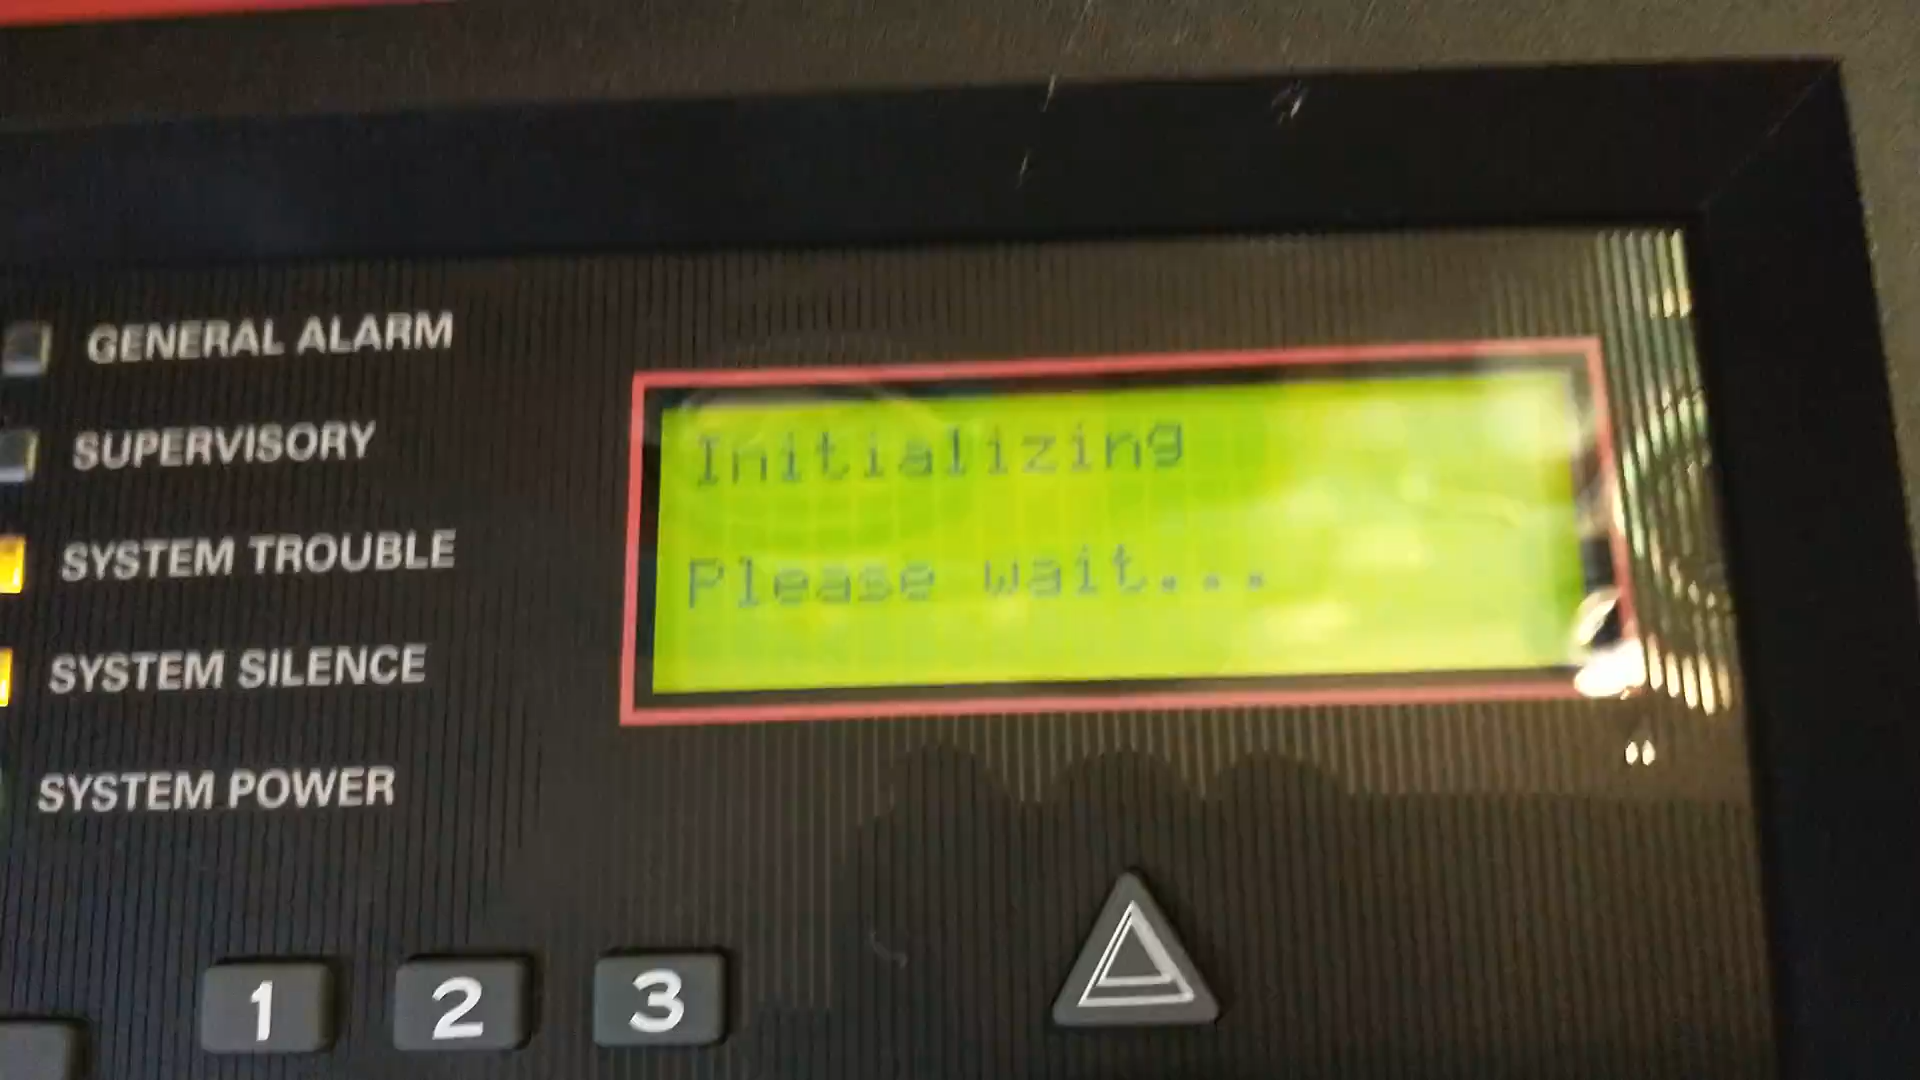 GENERAL ALARM
SUPERVISORY
SYSTEM TROUBLE
SYSTEM SILENCE
SYSTEM POWER
Initializing
Please wait...
1
2
3